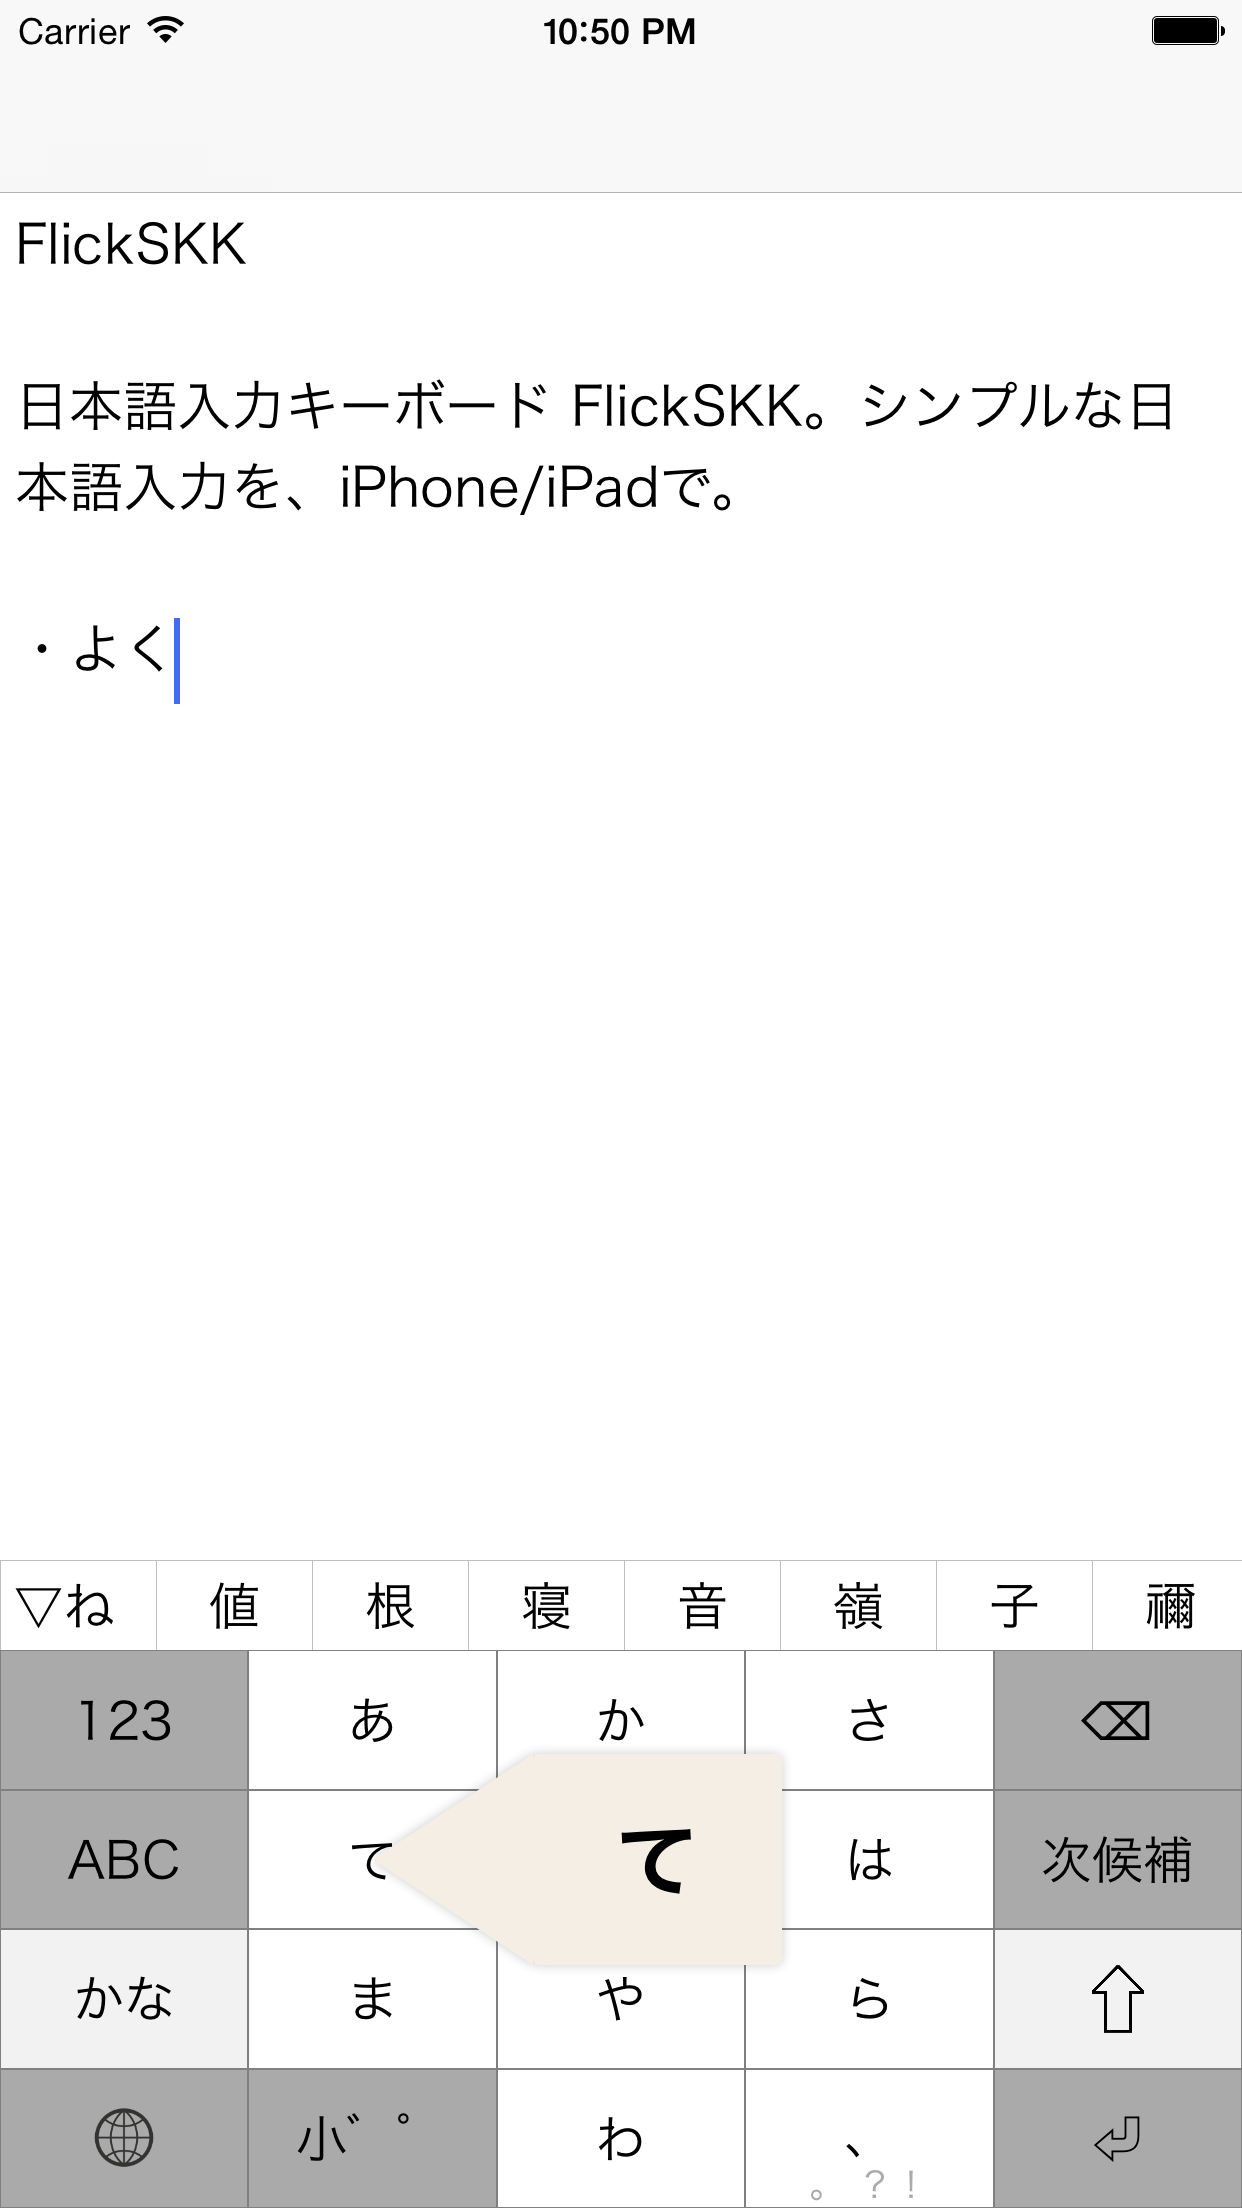 Carrier 10:50 PM
FlickSKK
日本語入力キーボード FlickSKK。シンプルな日
本語入力を、iPhone/iPadで。
・よく
▽ね 値 根 寝 音 嶺 子 禰
123 あ か さ ⌫
ABC て て は 次候補
かな ま や ら
小゛゜ わ 、
。？！